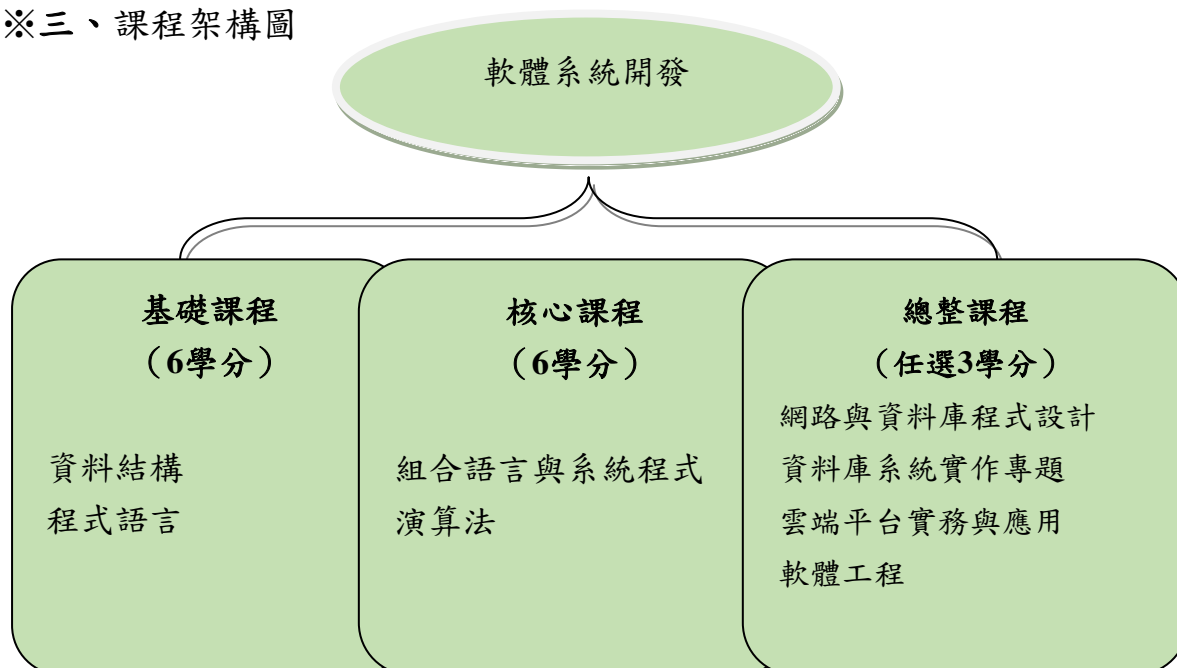 ※三、課程架構圖
軟體系統開發
基礎課程
（6學分）
資料結構
程式語言
核心課程
（6學分）
組合語言與系統程式
演算法
總整課程
（任選3學分）
網路與資料庫程式設計
資料庫系統實作專題
雲端平台實務與應用
軟體工程